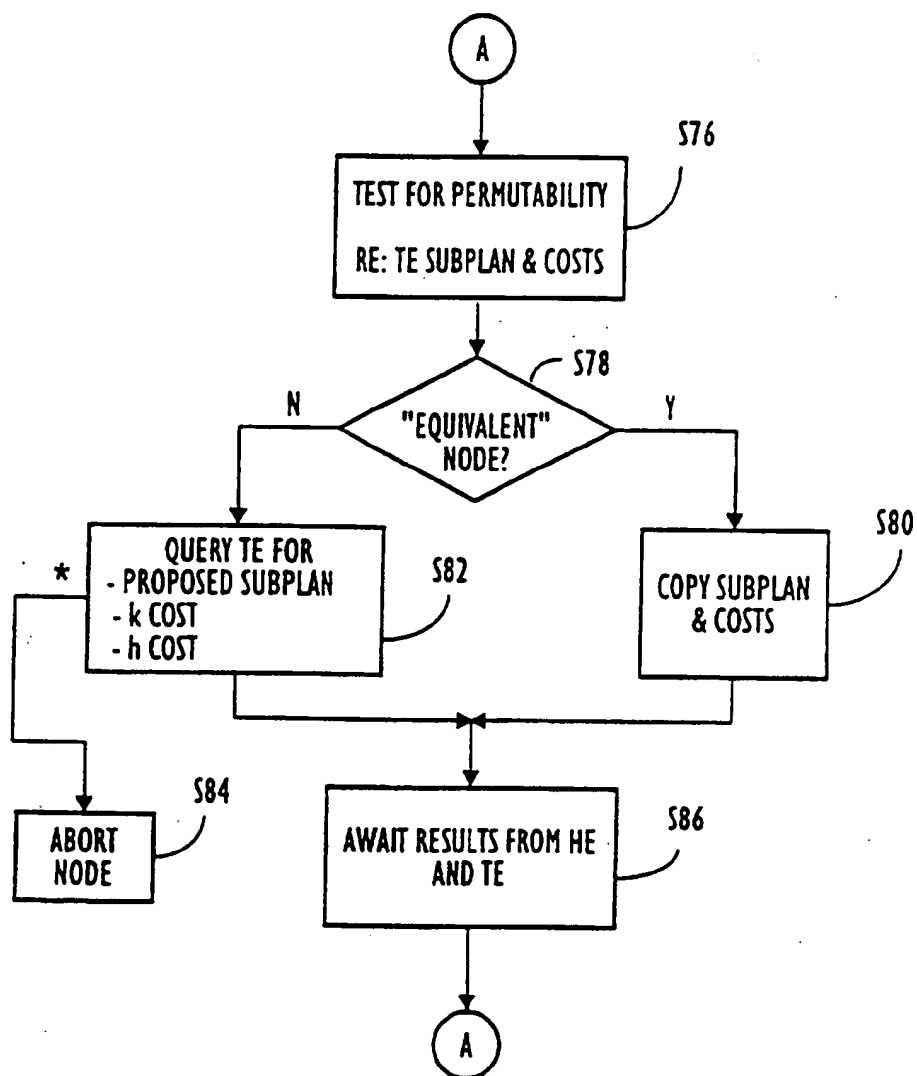 A
S76
TEST FOR PERMUTABILITY
RE: TE SUBPLAN & COSTS
S78
N
Y
"EQUIVALENT"
NODE?
S80
*
QUERY TE FOR
- PROPOSED SUBPLAN
- k COST
- h COST
S82
COPY SUBPLAN
& COSTS
S84
ABORT
NODE
S86
AWAIT RESULTS FROM HE
AND TE
A